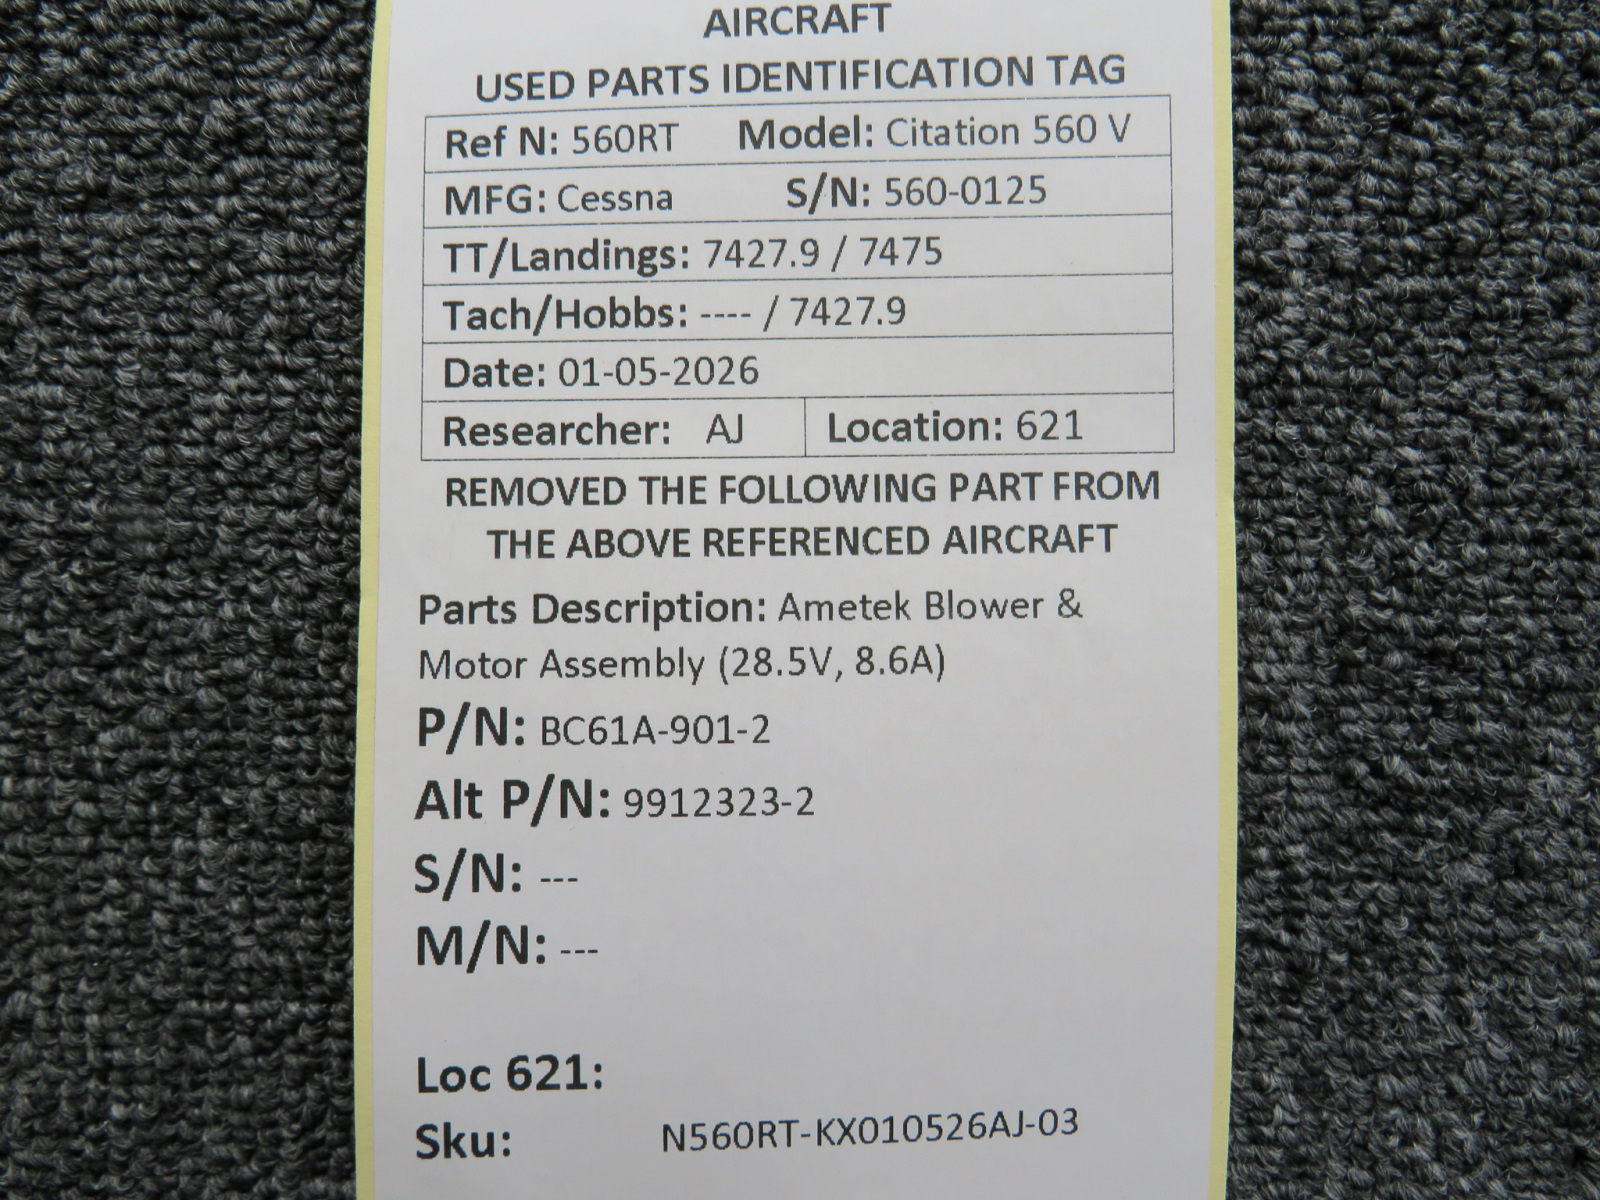 AIRCRAFT
USED PARTS IDENTIFICATION TAG
Ref N: 560RT Model: Citation 560 V
MFG: Cessna S/N: 560-0125
TT/Landings: 7427.9 / 7475
Tach/Hobbs: ---- / 7427.9
Date: 01-05-2026
Researcher: AJ Location: 621
REMOVED THE FOLLOWING PART FROM
THE ABOVE REFERENCED AIRCRAFT
Parts Description: Ametek Blower &
Motor Assembly (28.5V, 8.6A)
P/N: BC61A-901-2
Alt P/N: 9912323-2
S/N: ---
M/N: ---
Loc 621:
Sku: N560RT-KX010526AJ-03